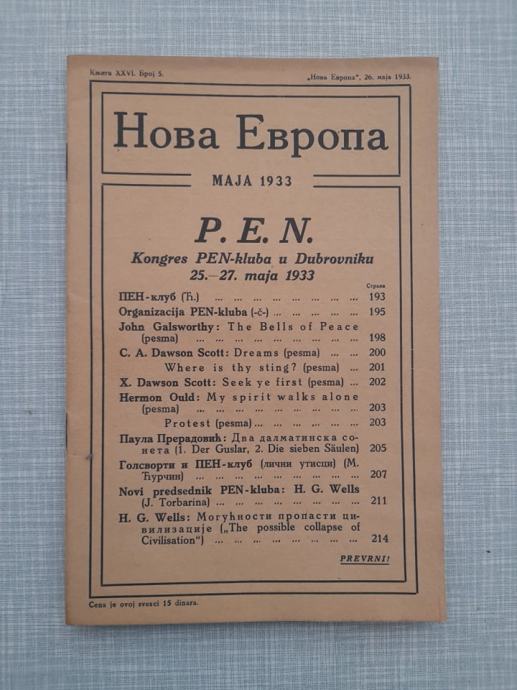 Књига XXVI. Број 5.
„Нова Европа“, 26. маја 1933.
Нова Европа
МАЈА 1933
P. E. N.
Kongres PEN-kluba u Dubrovniku
25.—27. maja 1933
Страна
ПЕН-клуб (Ћ.) ... ... ... ... ... ... ... ... 193
Organizacija PEN-kluba (-ć-) ... ... ... ... ... 195
John Galsworthy: The Bells of Peace
(pesma) ... ... ... ... ... ... ... ... 198
C. A. Dawson Scott: Dreams (pesma) ... ... 200
Where is thy sting? (pesma) ... 201
X. Dawson Scott: Seek ye first (pesma) ... 202
Hermon Ould: My spirit walks alone
(pesma) ... ... ... ... ... ... ... ... 203
Protest (pesma) ... ... ... ... ... 203
Паула Прерадовић: Два далматинска со-
нета (1. Der Guslar, 2. Die sieben Säulen) 205
Голсворти и ПЕН-клуб (лични утисци) (М.
Ћурчин) ... ... ... ... ... ... ... ... 207
Novi predsednik PEN-kluba: H. G. Wells
(J. Torbarina) ... ... ... ... ... ... ... 211
H. G. Wells: Могућности пропасти ци-
вилизације („The possible collapse of
Civilisation“) ... ... ... ... ... ... ... 214
PREVRNI!
Cena je ovoj svesci 15 dinara.